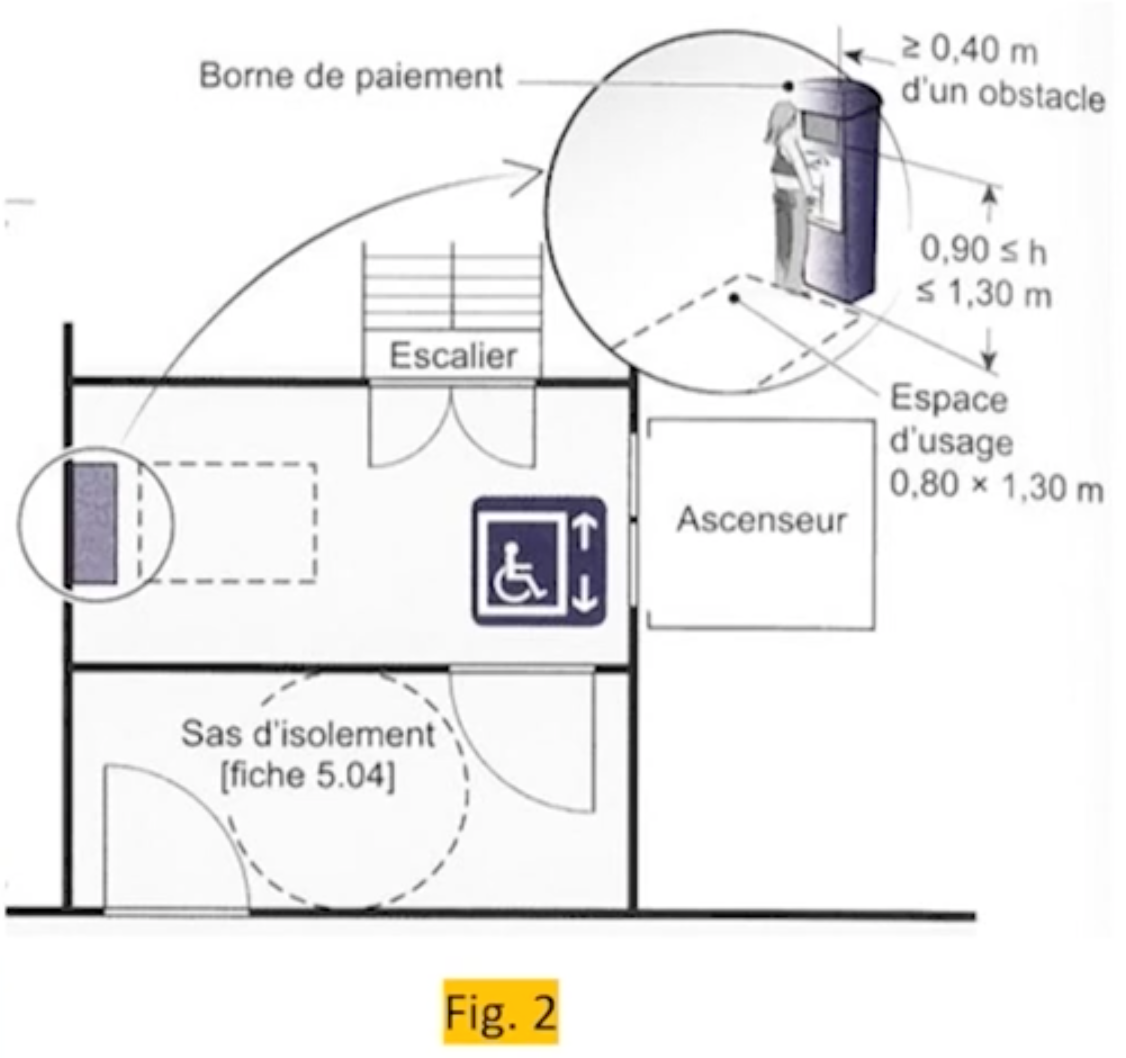 Borne de paiement
≥ 0,40 m
d'un obstacle
0,90 ≤ h
≤ 1,30 m
Escalier
Espace
d'usage
0,80 × 1,30 m
Ascenseur
Sas d'isolement
[fiche 5.04]
Fig. 2